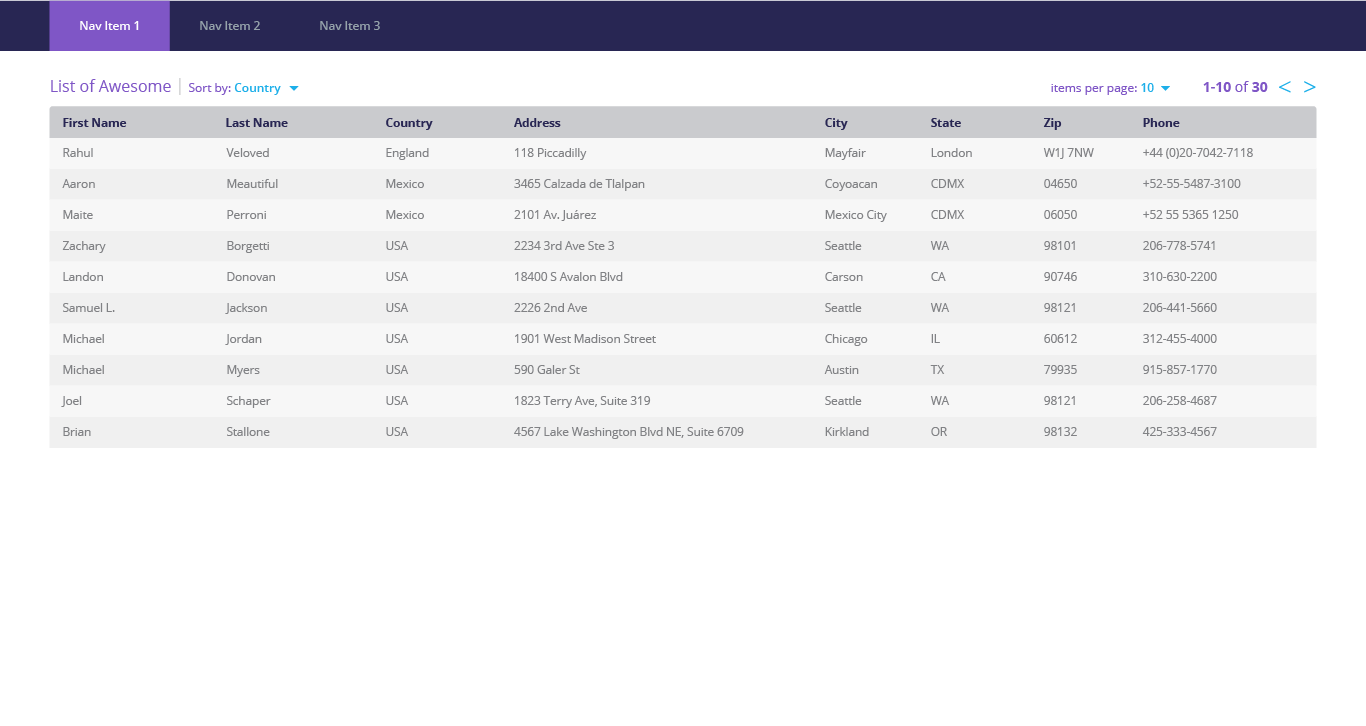 Nav Item 1 Nav Item 2 Nav Item 3
List of Awesome Sort by: Country items per page: 10 1-10 of 30 < >
First Name Last Name Country Address City State Zip Phone
Rahul Veloved England 118 Piccadilly Mayfair London W1J 7NW +44 (0)20-7042-7118
Aaron Meautiful Mexico 3465 Calzada de Tlalpan Coyoacan CDMX 04650 +52-55-5487-3100
Maite Perroni Mexico 2101 Av. Juárez Mexico City CDMX 06050 +52 55 5365 1250
Zachary Borgetti USA 2234 3rd Ave Ste 3 Seattle WA 98101 206-778-5741
Landon Donovan USA 18400 S Avalon Blvd Carson CA 90746 310-630-2200
Samuel L. Jackson USA 2226 2nd Ave Seattle WA 98121 206-441-5660
Michael Jordan USA 1901 West Madison Street Chicago IL 60612 312-455-4000
Michael Myers USA 590 Galer St Austin TX 79935 915-857-1770
Joel Schaper USA 1823 Terry Ave, Suite 319 Seattle WA 98121 206-258-4687
Brian Stallone USA 4567 Lake Washington Blvd NE, Suite 6709 Kirkland OR 98132 425-333-4567